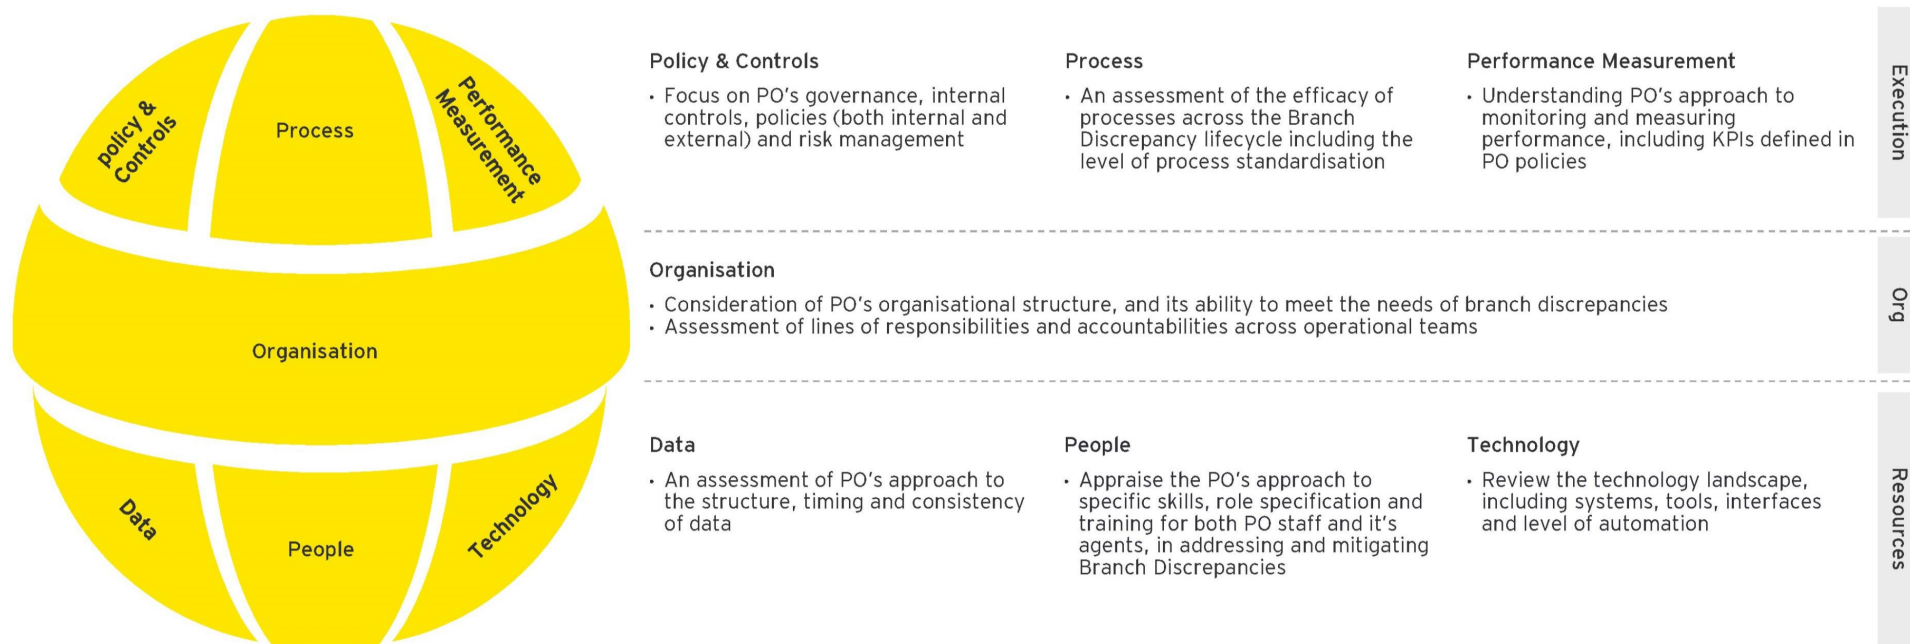 policy &
Controls
Process
Performance
Measurement
Organisation
Data
People
Technology
Policy & Controls
• Focus on PO's governance, internal
controls, policies (both internal and
external) and risk management
Process
• An assessment of the efficacy of
processes across the Branch
Discrepancy lifecycle including the
level of process standardisation
Performance Measurement
• Understanding PO's approach to
monitoring and measuring
performance, including KPIs defined in
PO policies
Execution
Organisation
• Consideration of PO's organisational structure, and its ability to meet the needs of branch discrepancies
• Assessment of lines of responsibilities and accountabilities across operational teams
Org
Data
• An assessment of PO's approach to
the structure, timing and consistency
of data
People
• Appraise the PO's approach to
specific skills, role specification and
training for both PO staff and it's
agents, in addressing and mitigating
Branch Discrepancies
Technology
• Review the technology landscape,
including systems, tools, interfaces
and level of automation
Resources